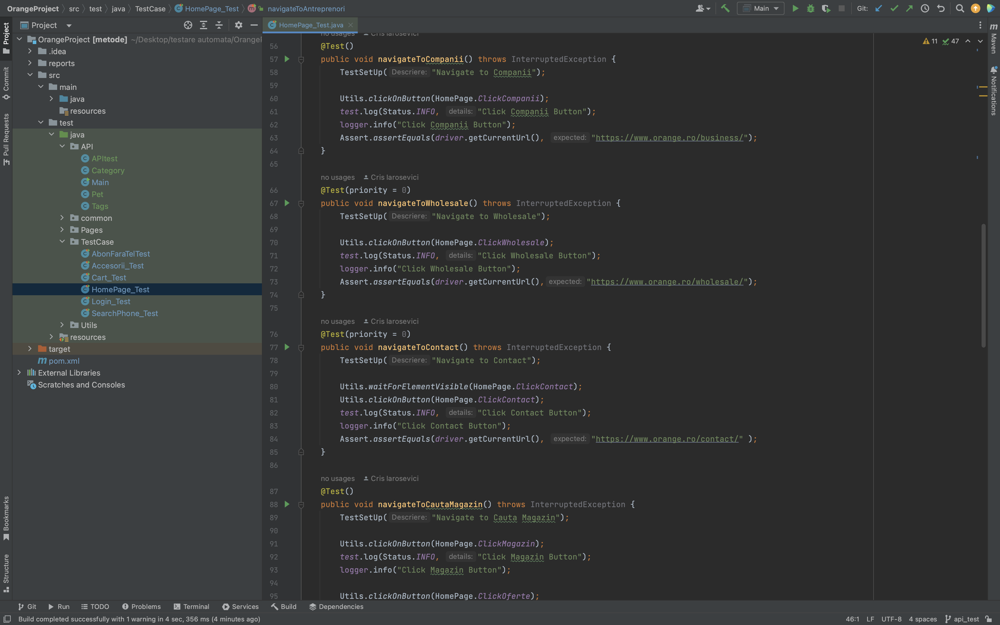 OrangeProject src test java TestCase HomePage_Test navigateToAntreprenori
Main Git:
Project
HomePage_Test.java
OrangeProject [metode] ~/Desktop/testare automata/OrangeP
.idea
reports
src
main
java
resources
test
java
API
APItest
Category
Main
Pet
Tags
common
Pages
TestCase
AbonFaraTelTest
Accesorii_Test
Cart_Test
HomePage_Test
Login_Test
SearchPhone_Test
Utils
resources
target
pom.xml
External Libraries
Scratches and Consoles
Project
Commit
Pull Requests
Bookmarks
Structure
11 47
Maven
Notifications
no usages Cris Iarosevici
56 @Test()
57 public void navigateToCompanii() throws InterruptedException {
58 TestSetUp( Descriere: "Navigate to Companii");
59
60 Utils.clickOnButton(HomePage.ClickCompanii);
61 test.log(Status.INFO, details: "Click Companii Button");
62 logger.info("Click Companii Button");
63 Assert.assertEquals(driver.getCurrentUrl(), expected: "https://www.orange.ro/business/");
64 }
65
no usages Cris Iarosevici
66 @Test(priority = 0)
67 public void navigateToWholesale() throws InterruptedException {
68 TestSetUp( Descriere: "Navigate to Wholesale");
69
70 Utils.clickOnButton(HomePage.ClickWholesale);
71 test.log(Status.INFO, details: "Click Wholesale Button");
72 logger.info("Click Wholesale Button");
73 Assert.assertEquals(driver.getCurrentUrl(), expected: "https://www.orange.ro/wholesale/");
74 }
75
no usages Cris Iarosevici
76 @Test(priority = 0)
77 public void navigateToContact() throws InterruptedException {
78 TestSetUp( Descriere: "Navigate to Contact");
79
80 Utils.waitForElementVisible(HomePage.ClickContact);
81 Utils.clickOnButton(HomePage.ClickContact);
82 test.log(Status.INFO, details: "Click Contact Button");
83 logger.info("Click Contact Button");
84 Assert.assertEquals(driver.getCurrentUrl(), expected: "https://www.orange.ro/contact/" );
85 }
86
no usages Cris Iarosevici
87 @Test()
88 public void navigateToCautaMagazin() throws InterruptedException {
89 TestSetUp( Descriere: "Navigate to Cauta Magazin");
90
91 Utils.clickOnButton(HomePage.ClickMagazin);
92 test.log(Status.INFO, details: "Click Magazin Button");
93 logger.info("Click Magazin Button");
94
95 Utils.clickOnButton(HomePage.ClickOferte);
Git Run TODO Problems Terminal Services Build Dependencies
Build completed successfully with 1 warning in 4 sec, 356 ms (4 minutes ago) 46:1 LF UTF-8 4 spaces api_test